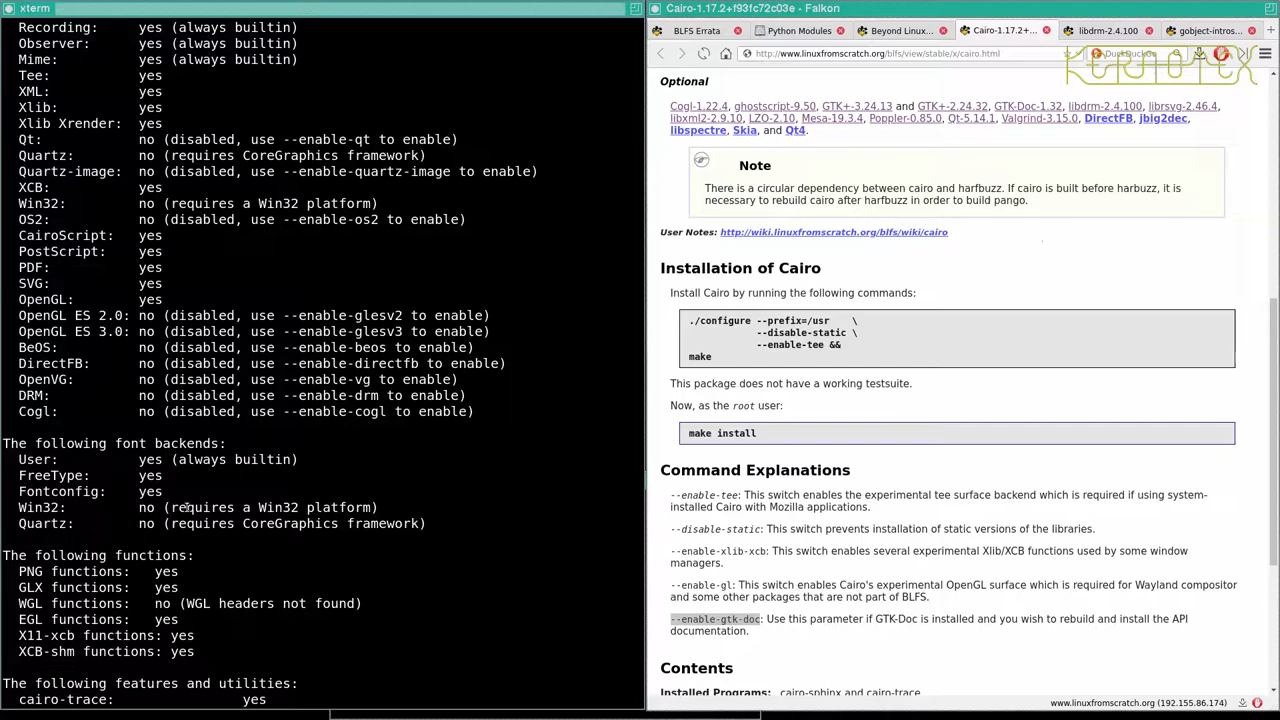 xterm
Recording: yes (always builtin)
Observer: yes (always builtin)
Mime: yes (always builtin)
Tee: yes
XML: yes
Xlib: yes
Xlib Xrender: yes
Qt: no (disabled, use --enable-qt to enable)
Quartz: no (requires CoreGraphics framework)
Quartz-image: no (disabled, use --enable-quartz-image to enable)
XCB: yes
Win32: no (requires a Win32 platform)
OS2: no (disabled, use --enable-os2 to enable)
CairoScript: yes
PostScript: yes
PDF: yes
SVG: yes
OpenGL: yes
OpenGL ES 2.0: no (disabled, use --enable-glesv2 to enable)
OpenGL ES 3.0: no (disabled, use --enable-glesv3 to enable)
BeOS: no (disabled, use --enable-beos to enable)
DirectFB: no (disabled, use --enable-directfb to enable)
OpenVG: no (disabled, use --enable-vg to enable)
DRM: no (disabled, use --enable-drm to enable)
Cogl: no (disabled, use --enable-cogl to enable)
The following font backends:
User: yes (always builtin)
FreeType: yes
Fontconfig: yes
Win32: no (requires a Win32 platform)
Quartz: no (requires CoreGraphics framework)
The following functions:
PNG functions: yes
GLX functions: yes
WGL functions: no (WGL headers not found)
EGL functions: yes
X11-xcb functions: yes
XCB-shm functions: yes
The following features and utilities:
cairo-trace: yes
Cairo-1.17.2+f93fc72c03e - Falkon
BLFS Errata Python Modules Beyond Linux... Cairo-1.17.2+... libdrm-2.4.100 gobject-intros...
http://www.linuxfromscratch.org/blfs/view/stable/x/cairo.html DuckDuckGo
KERNOTEX
Optional
Cogl-1.22.4, ghostscript-9.50, GTK+-3.24.13 and GTK+-2.24.32, GTK-Doc-1.32, libdrm-2.4.100, librsvg-2.46.4,
libxml2-2.9.10, LZO-2.10, Mesa-19.3.4, Poppler-0.85.0, Qt-5.14.1, Valgrind-3.15.0, DirectFB, jbig2dec,
libspectre, Skia, and Qt4.
Note
There is a circular dependency between cairo and harfbuzz. If cairo is built before harbuzz, it is
necessary to rebuild cairo after harfbuzz in order to build pango.
User Notes: http://wiki.linuxfromscratch.org/blfs/wiki/cairo
Installation of Cairo
Install Cairo by running the following commands:
./configure --prefix=/usr \
--disable-static \
--enable-tee &&
make
This package does not have a working testsuite.
Now, as the root user:
make install
Command Explanations
--enable-tee: This switch enables the experimental tee surface backend which is required if using system-
installed Cairo with Mozilla applications.
--disable-static: This switch prevents installation of static versions of the libraries.
--enable-xlib-xcb: This switch enables several experimental Xlib/XCB functions used by some window
managers.
--enable-gl: This switch enables Cairo's experimental OpenGL surface which is required for Wayland compositor
and some other packages that are not part of BLFS.
--enable-gtk-doc: Use this parameter if GTK-Doc is installed and you wish to rebuild and install the API
documentation.
Contents
Installed Programs: cairo-sphinx and cairo-trace
www.linuxfromscratch.org (192.155.86.174)